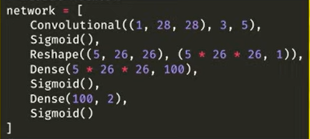 network = [
    Convolutional((1, 28, 28), 3, 5),
    Sigmoid(),
    Reshape((5, 26, 26), (5 * 26 * 26, 1)),
    Dense(5 * 26 * 26, 100),
    Sigmoid(),
    Dense(100, 2),
    Sigmoid()
]